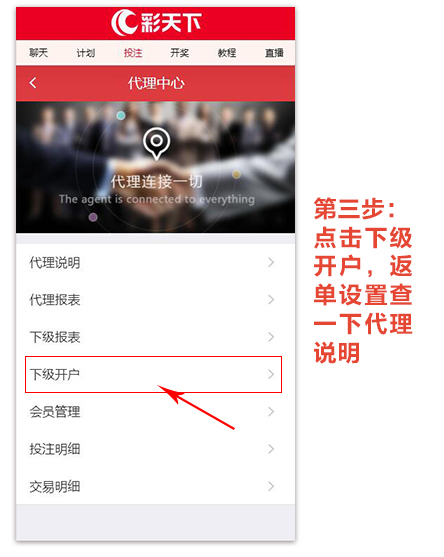 彩天下
聊天 计划 投注 开奖 教程 直播
代理中心
代理连接一切
The agent is connected to everything
代理说明
代理报表
下级报表
下级开户
会员管理
投注明细
交易明细
第三步：
点击下级
开户，返
单设置查
一下代理
说明